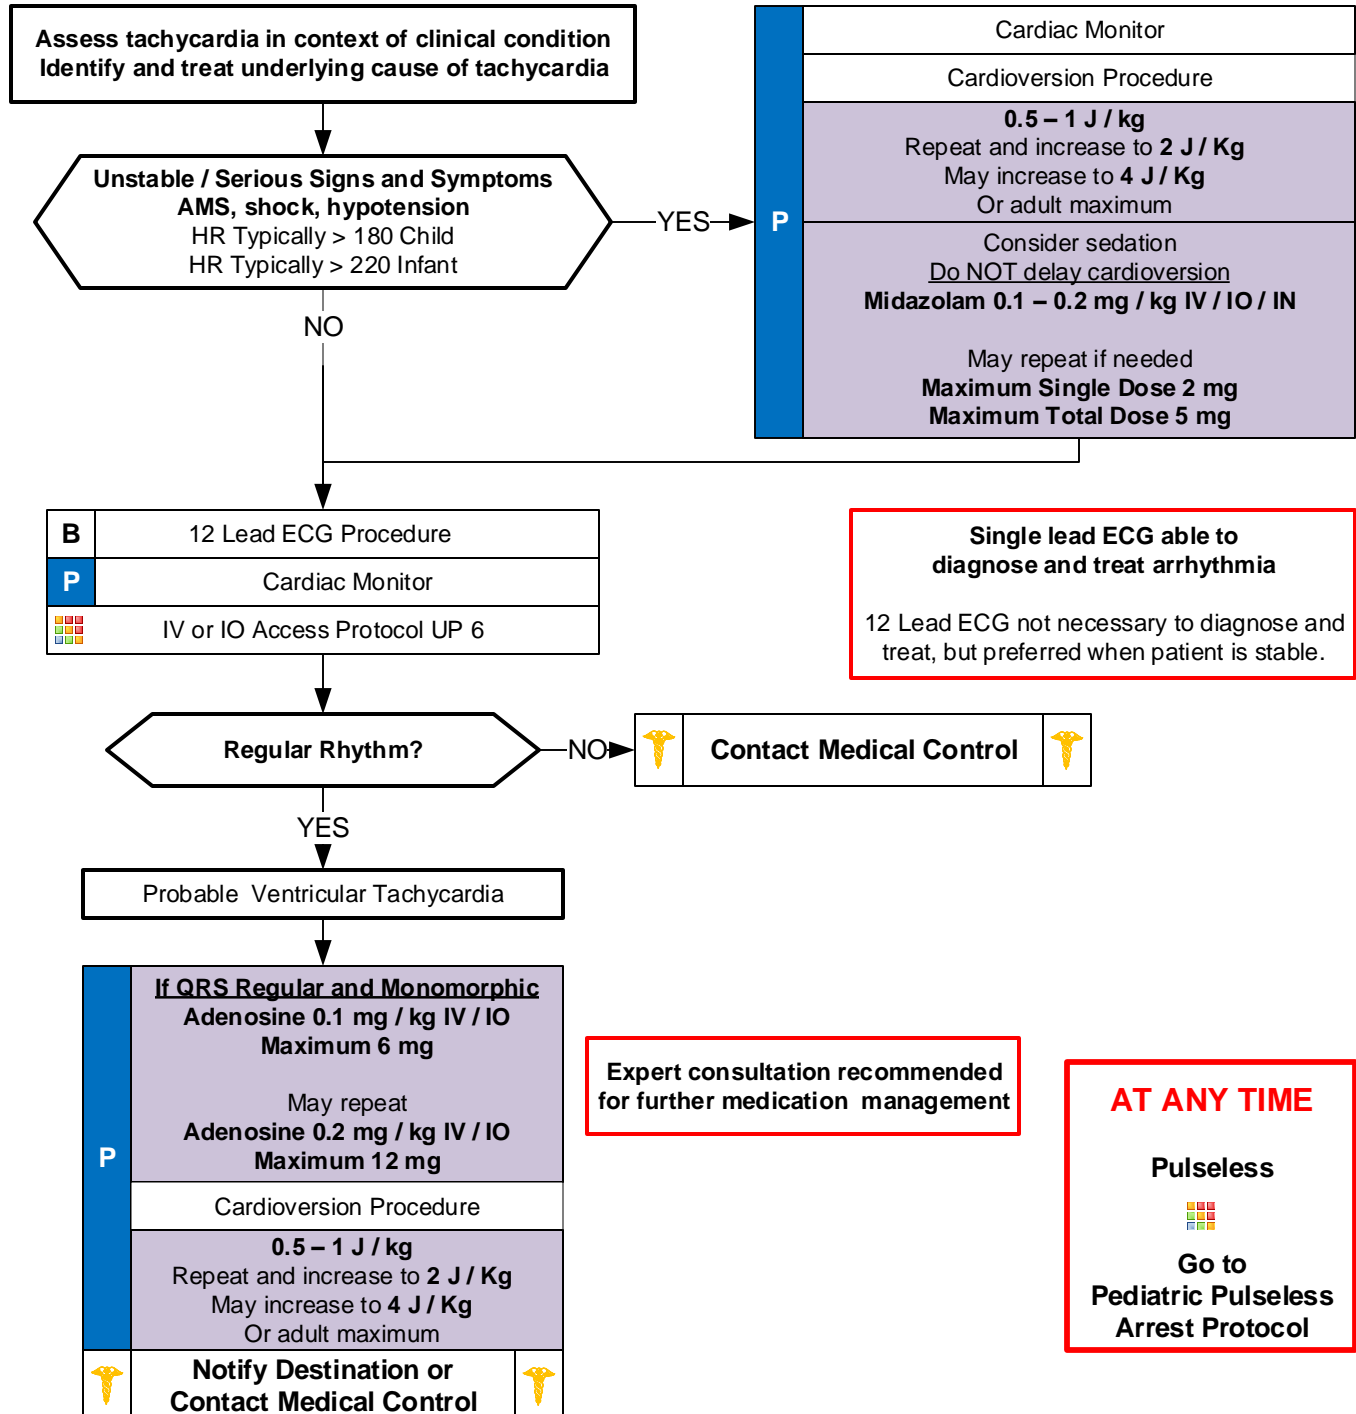 Assess tachycardia in context of clinical condition
Identify and treat underlying cause of tachycardia
Unstable / Serious Signs and Symptoms
AMS, shock, hypotension
HR Typically > 180 Child
HR Typically > 220 Infant
YES
NO
P
Cardiac Monitor
Cardioversion Procedure
0.5 – 1 J / kg
Repeat and increase to 2 J / Kg
May increase to 4 J / Kg
Or adult maximum
Consider sedation
Do NOT delay cardioversion
Midazolam 0.1 – 0.2 mg / kg IV / IO / IN
May repeat if needed
Maximum Single Dose 2 mg
Maximum Total Dose 5 mg
B
12 Lead ECG Procedure
P
Cardiac Monitor
IV or IO Access Protocol UP 6
Single lead ECG able to
diagnose and treat arrhythmia
12 Lead ECG not necessary to diagnose and
treat, but preferred when patient is stable.
Regular Rhythm?
NO
Contact Medical Control
YES
Probable Ventricular Tachycardia
P
If QRS Regular and Monomorphic
Adenosine 0.1 mg / kg IV / IO
Maximum 6 mg
May repeat
Adenosine 0.2 mg / kg IV / IO
Maximum 12 mg
Cardioversion Procedure
0.5 – 1 J / kg
Repeat and increase to 2 J / Kg
May increase to 4 J / Kg
Or adult maximum
Notify Destination or
Contact Medical Control
Expert consultation recommended
for further medication management
AT ANY TIME
Pulseless
Go to
Pediatric Pulseless
Arrest Protocol